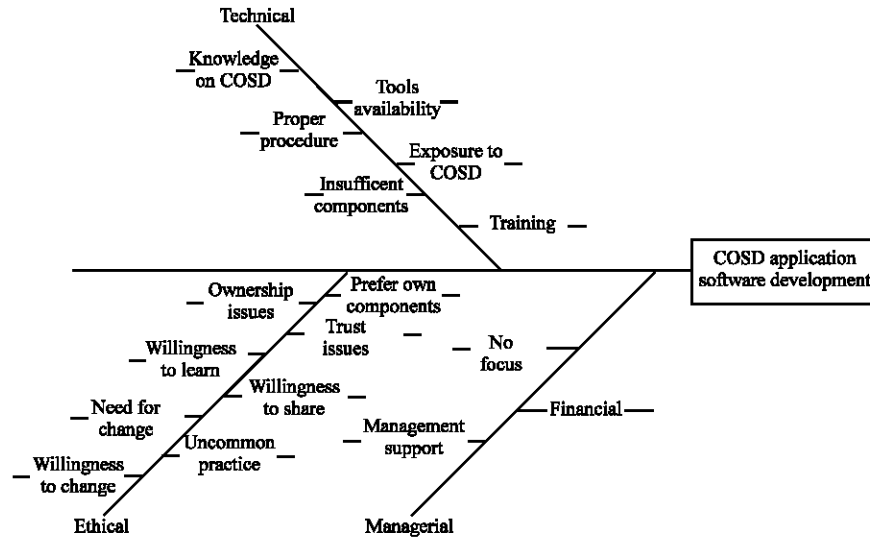 Technical
Knowledge
on COSD
Tools
availability
Proper
procedure
Exposure to
COSD
Insufficent
components
Training
COSD application
software development
Ownership
issues
Prefer own
components
Trust
issues
No
focus
Willingness
to learn
Willingness
to share
Need for
change
Financial
Management
support
Uncommon
practice
Willingness
to change
Ethical
Managerial